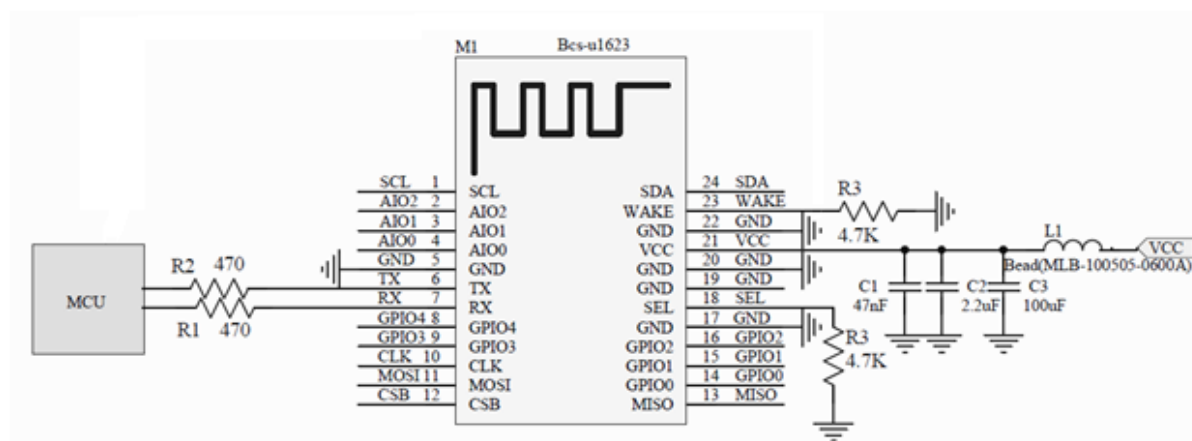 M1 Bcs-u1623
SCL 1 SCL SDA 24 SDA
AIO2 2 AIO2 WAKE 23 WAKE
AIO1 3 AIO1 GND 22 GND
AIO0 4 AIO0 VCC 21 VCC
GND 5 GND GND 20 GND
TX 6 TX GND 19 GND
RX 7 RX SEL 18 SEL
GPIO4 8 GPIO4 GND 17 GND
GPIO3 9 GPIO3 GPIO2 16 GPIO2
CLK 10 CLK GPIO1 15 GPIO1
MOSI 11 MOSI GPIO0 14 GPIO0
CSB 12 CSB MISO 13 MISO
MCU
R2 470
R1 470
R3
4.7K
L1
VCC
Bead(MLB-100505-0600A)
C1
47nF
C2
2.2uF
C3
100uF
R3
4.7K